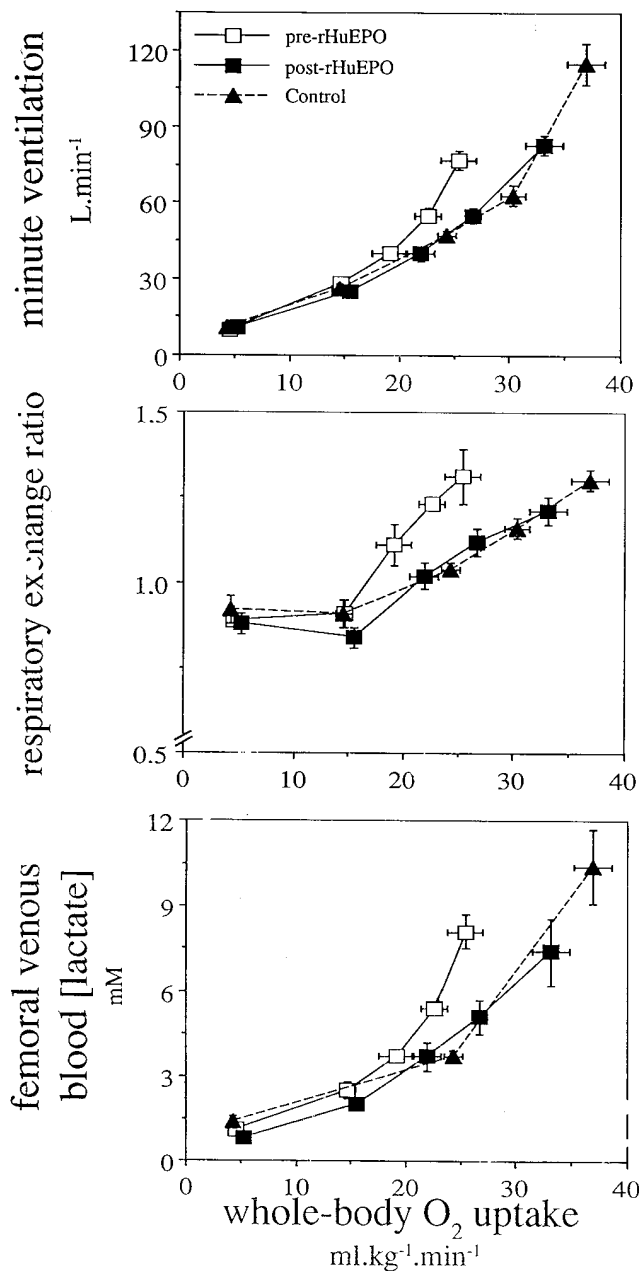 minute ventilation
L.min⁻¹
120
90
60
30
0
pre-rHuEPO
post-rHuEPO
Control
0 10 20 30 40
respiratory exchange ratio
1.5
1.0
0.5
0 10 20 30 40
femoral venous
blood [lactate]
mM
12
9
6
3
0
0 10 20 30 40
whole-body O₂ uptake
ml.kg⁻¹.min⁻¹